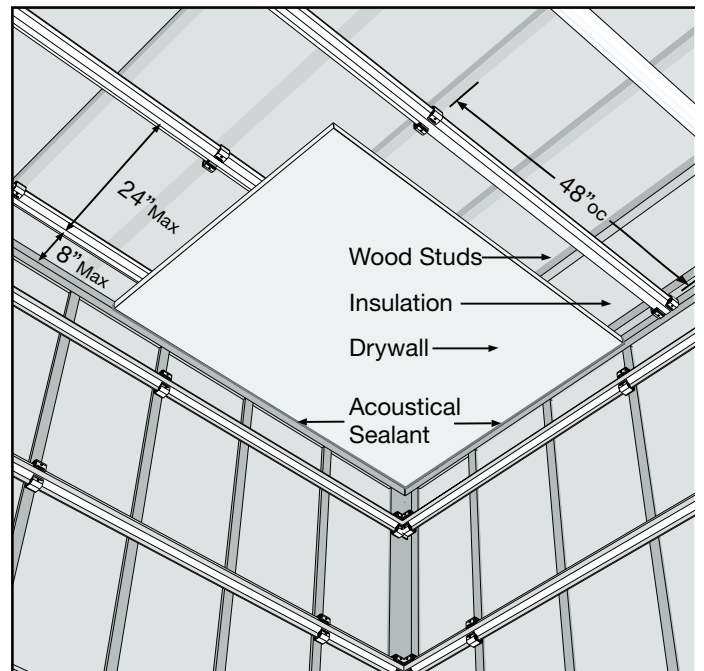 24”Max
8”Max
48”oc
Wood Studs
Insulation
Drywall
Acoustical
Sealant